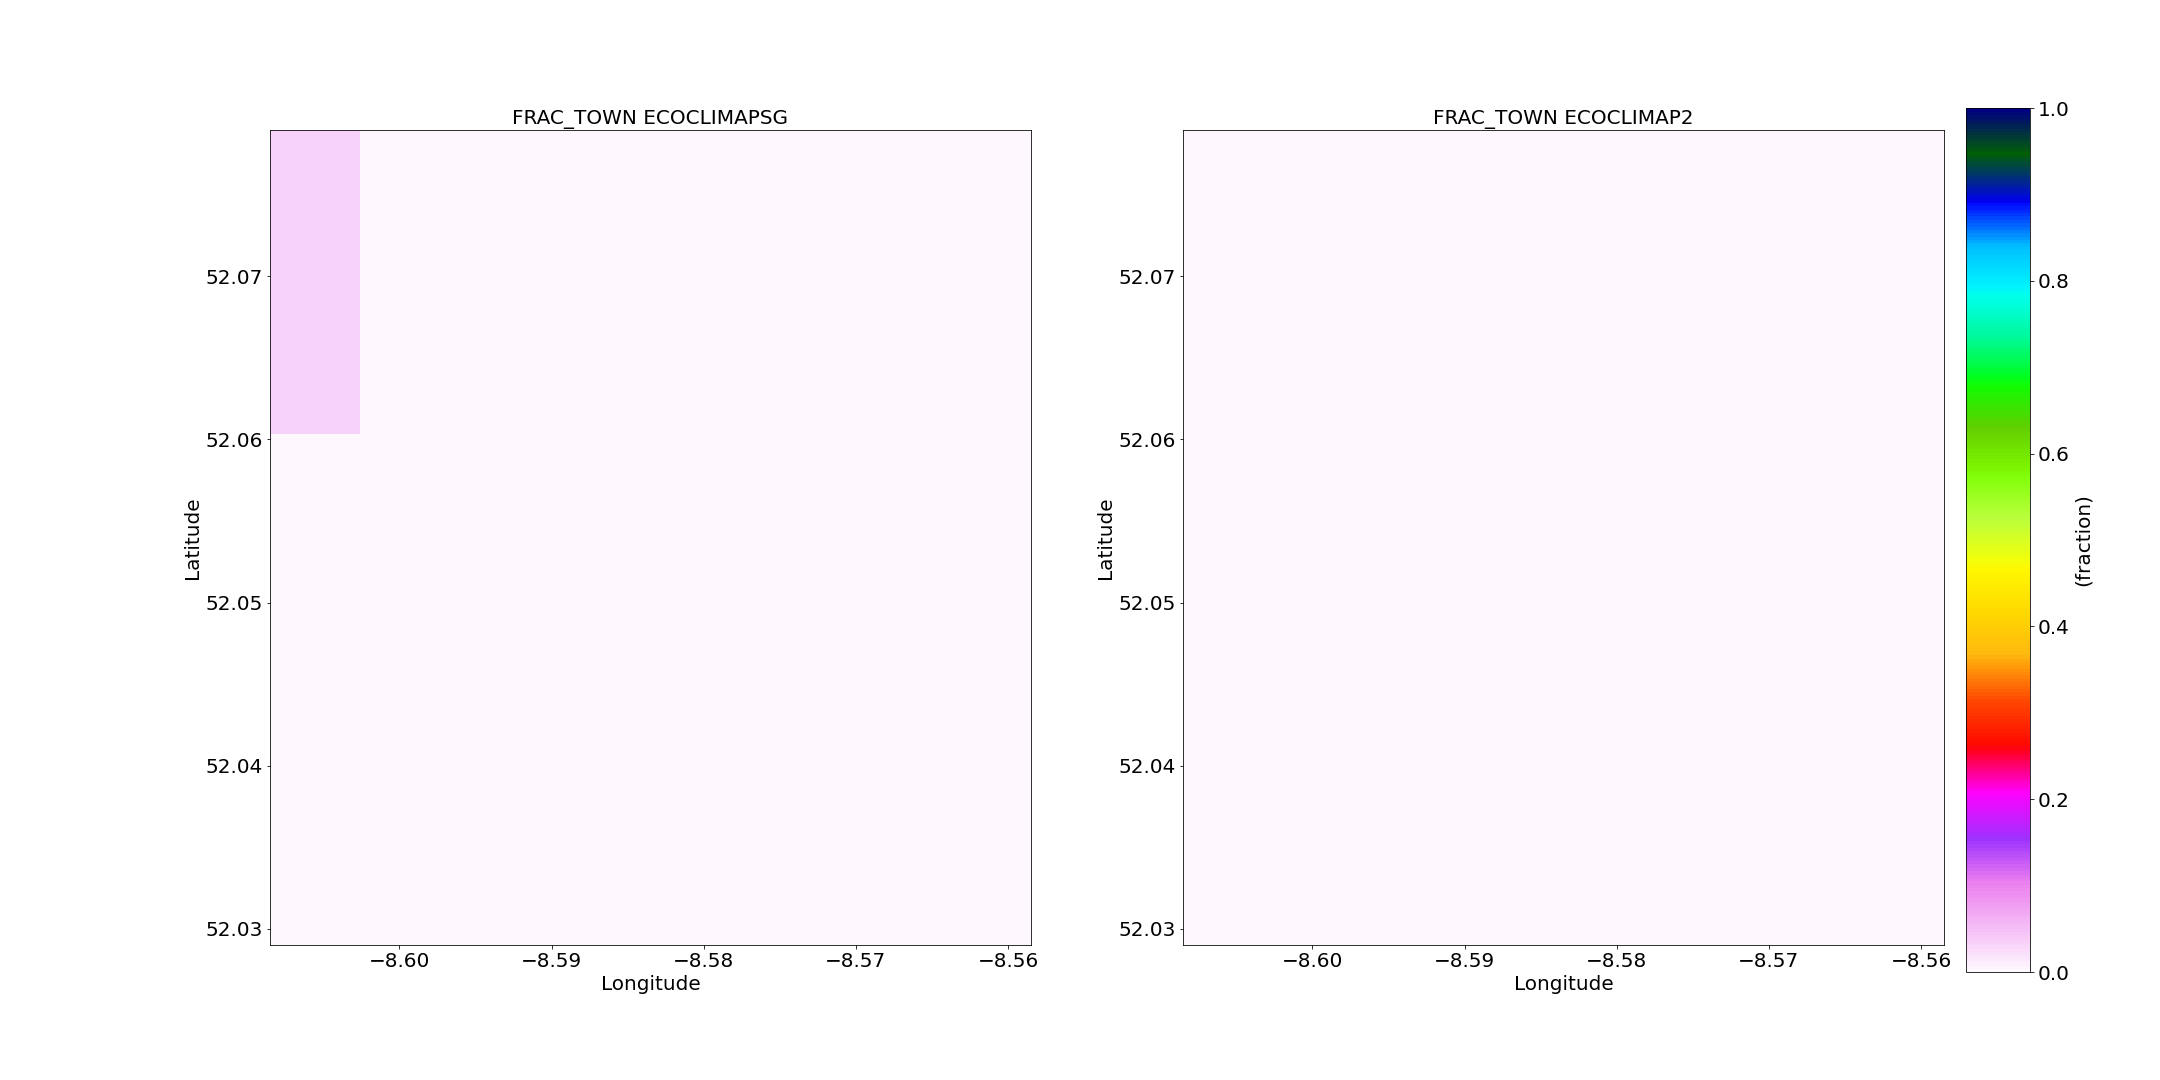 FRAC_TOWN ECOCLIMAPSG
52.07
52.06
52.05
52.04
52.03
Latitude
−8.60 −8.59 −8.58 −8.57 −8.56
Longitude
FRAC_TOWN ECOCLIMAP2
52.07
52.06
52.05
52.04
52.03
Latitude
−8.60 −8.59 −8.58 −8.57 −8.56
Longitude
1.0
0.8
0.6
0.4
0.2
0.0
(fraction)